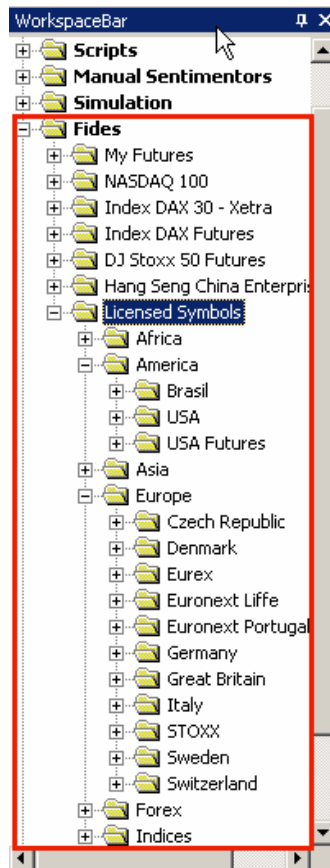 WorkspaceBar
Scripts
Manual Sentimentors
Simulation
Fides
My Futures
NASDAQ 100
Index DAX 30 - Xetra
Index DAX Futures
DJ Stoxx 50 Futures
Hang Seng China Enterpri
Licensed Symbols
Africa
America
Brasil
USA
USA Futures
Asia
Europe
Czech Republic
Denmark
Eurex
Euronext Liffe
Euronext Portugal
Germany
Great Britain
Italy
STOXX
Sweden
Switzerland
Forex
Indices